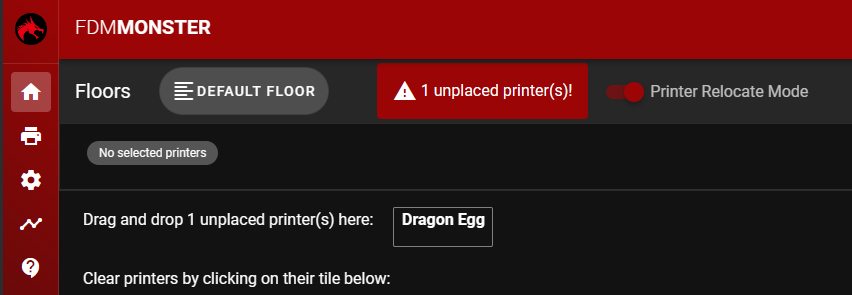 FDMMONSTER
Floors
DEFAULT FLOOR
1 unplaced printer(s)!
Printer Relocate Mode
No selected printers
Drag and drop 1 unplaced printer(s) here:
Dragon Egg
Clear printers by clicking on their tile below: